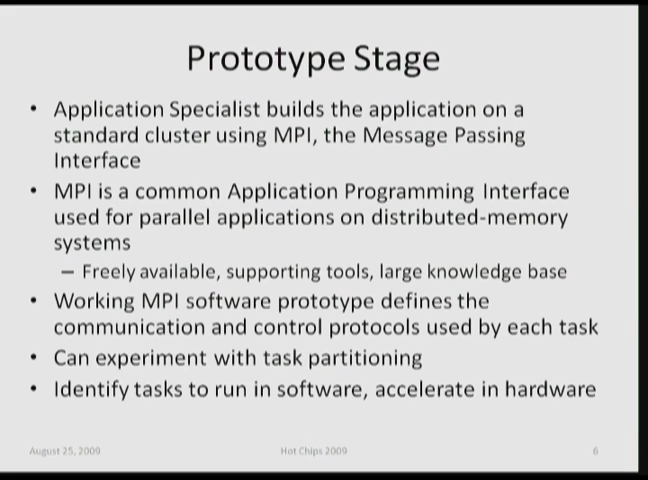 Prototype Stage
• Application Specialist builds the application on a
standard cluster using MPI, the Message Passing
Interface
• MPI is a common Application Programming Interface
used for parallel applications on distributed-memory
systems
– Freely available, supporting tools, large knowledge base
• Working MPI software prototype defines the
communication and control protocols used by each task
• Can experiment with task partitioning
• Identify tasks to run in software, accelerate in hardware
August 25, 2009 Hot Chips 2009 6